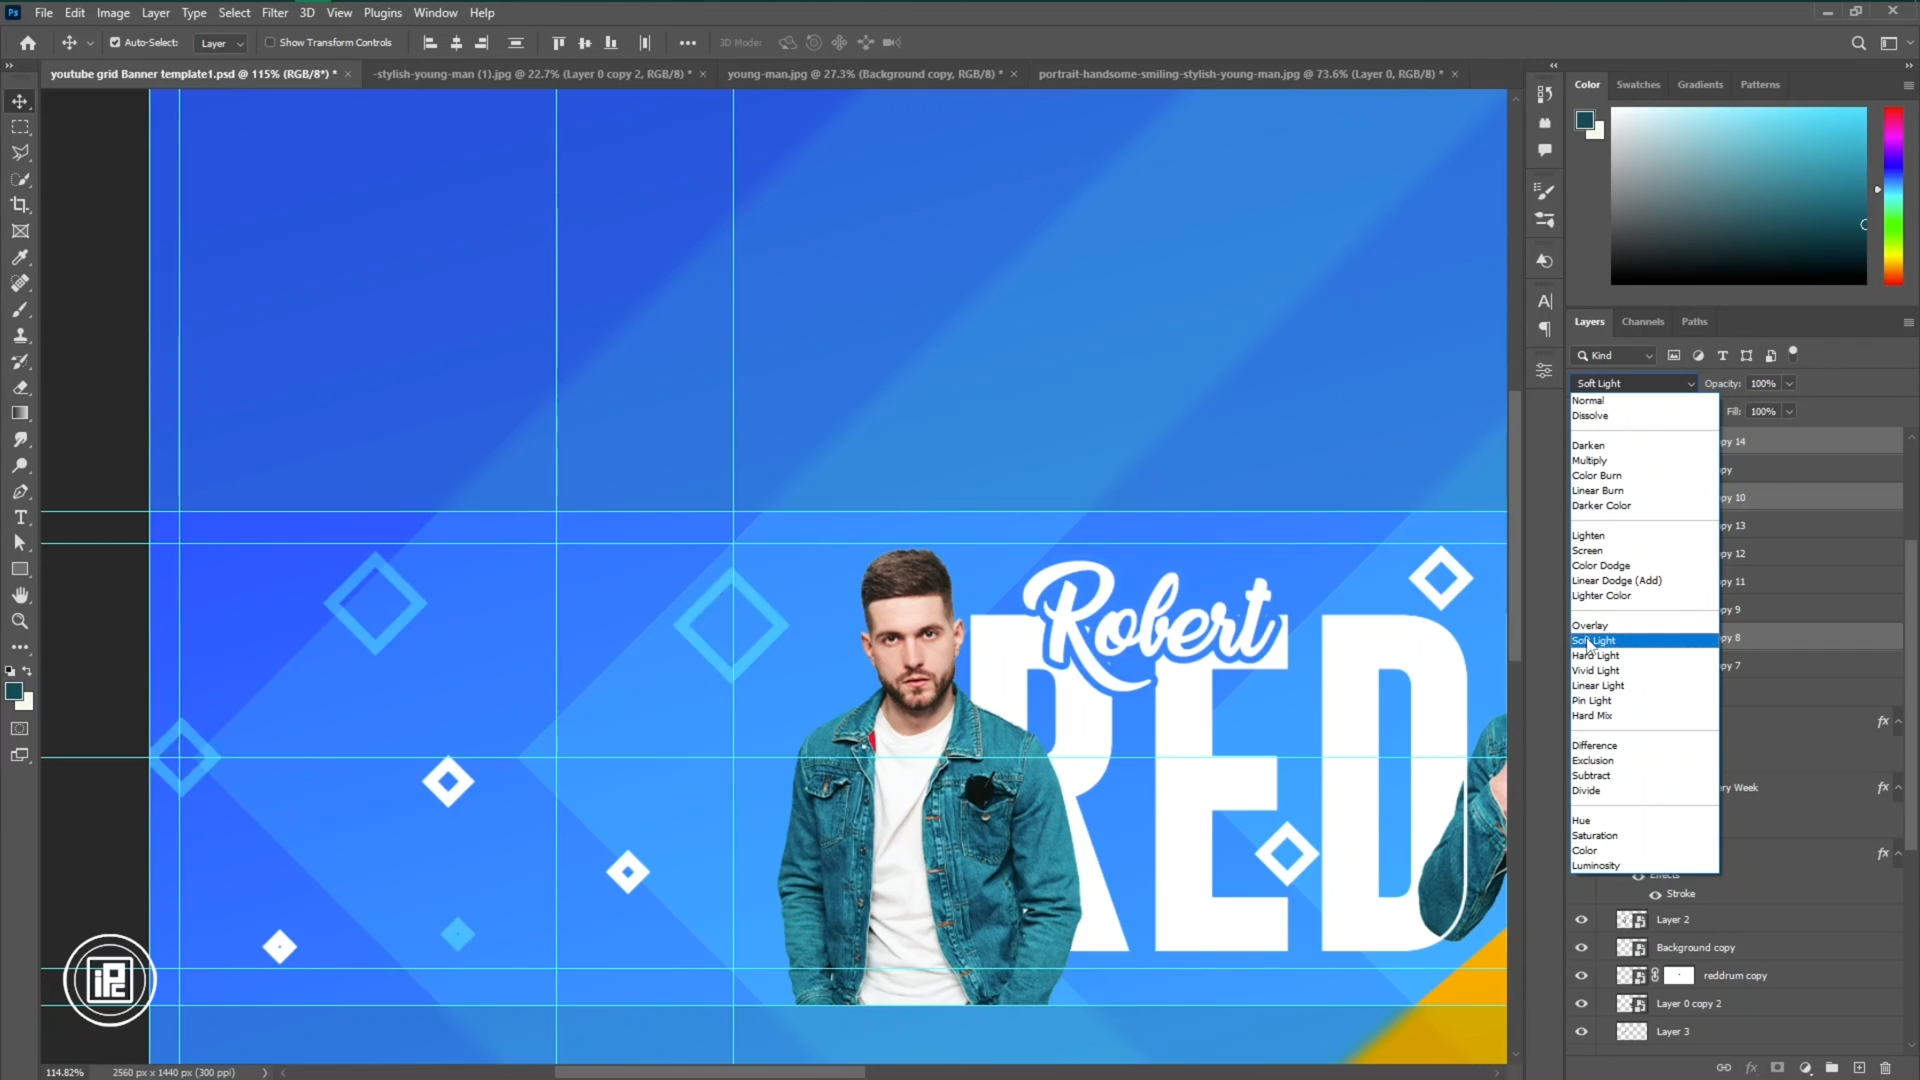 Ps File Edit Image Layer Type Select Filter 3D View Plugins Window Help
Auto-Select: Layer Show Transform Controls 3D Mode:
youtube grid Banner template1.psd @ 115% (RGB/8*) * × -stylish-young-man (1).jpg @ 22.7% (Layer 0 copy 2, RGB/8) * × young-man.jpg @ 27.3% (Background copy, RGB/8) * × portrait-handsome-smiling-stylish-young-man.jpg @ 73.6% (Layer 0, RGB/8) * ×
Color Swatches Gradients Patterns
Layers Channels Paths
Kind
Soft Light Opacity: 100%
Fill: 100%
Normal
Dissolve
Darken
Multiply
Color Burn
Linear Burn
Darker Color
Lighten
Screen
Color Dodge
Linear Dodge (Add)
Lighter Color
Overlay
Soft Light
Hard Light
Vivid Light
Linear Light
Pin Light
Hard Mix
Difference
Exclusion
Subtract
Divide
Hue
Saturation
Color
Luminosity
py 14
py
py 10
py 13
py 12
py 11
py 9
py 8
py 7
fx
ry Week fx
fx
Effects
Stroke
Layer 2
Background copy
reddrum copy
Layer 0 copy 2
Layer 3
fx
Robert
RED
iPC
114.82% 2560 px x 1440 px (300 ppi)